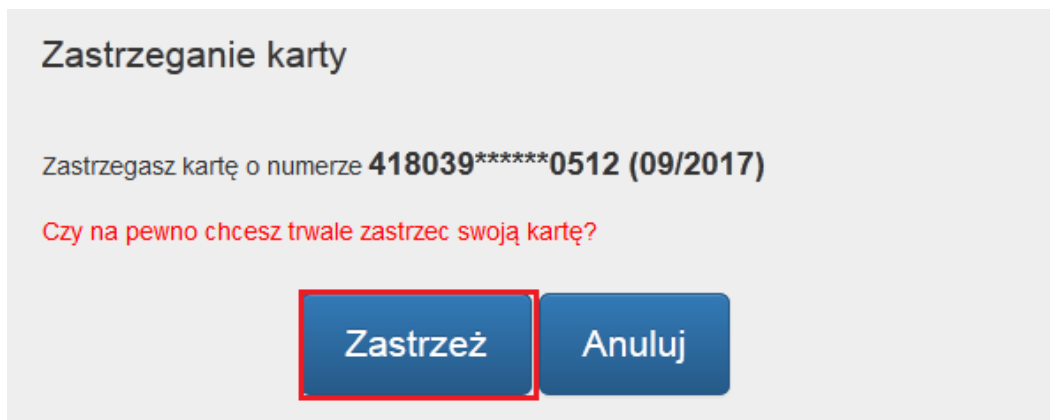 Zastrzeganie karty
Zastrzegasz kartę o numerze 418039******0512 (09/2017)
Czy na pewno chcesz trwale zastrzec swoją kartę?
Zastrzeż Anuluj